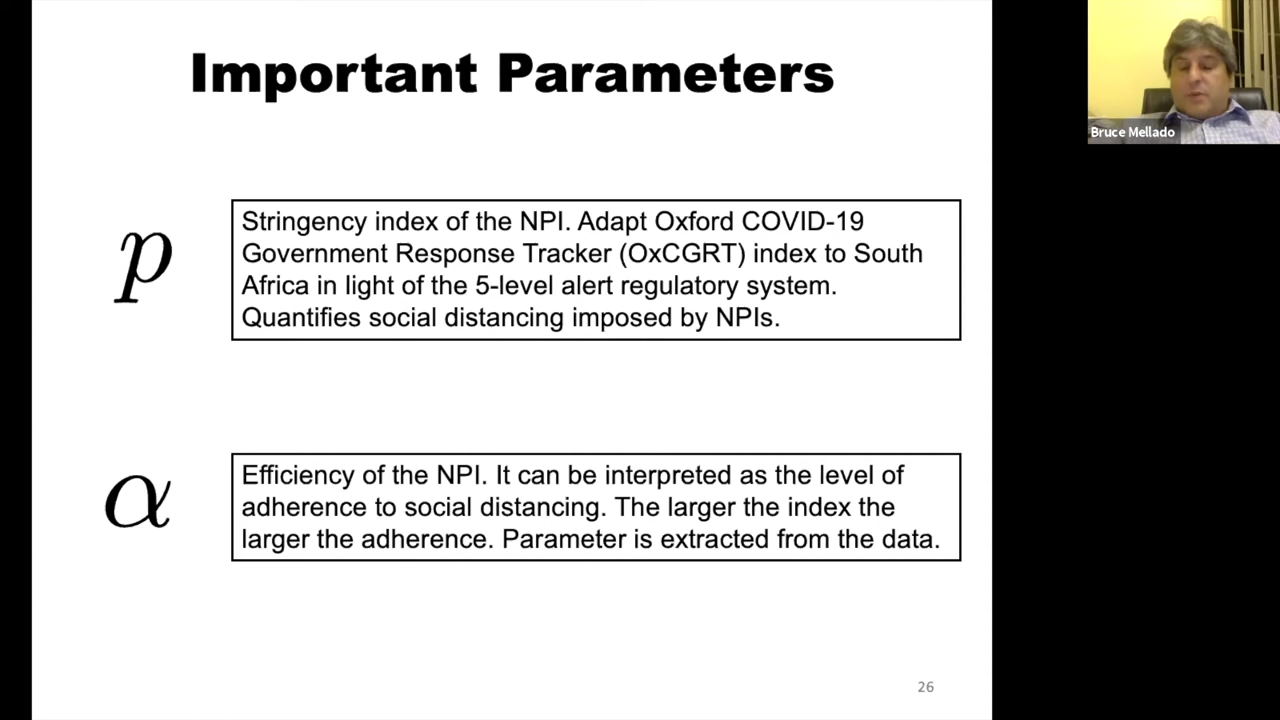 Important Parameters
Bruce Mellado
p
Stringency index of the NPI. Adapt Oxford COVID-19
Government Response Tracker (OxCGRT) index to South
Africa in light of the 5-level alert regulatory system.
Quantifies social distancing imposed by NPIs.
α
Efficiency of the NPI. It can be interpreted as the level of
adherence to social distancing. The larger the index the
larger the adherence. Parameter is extracted from the data.
26